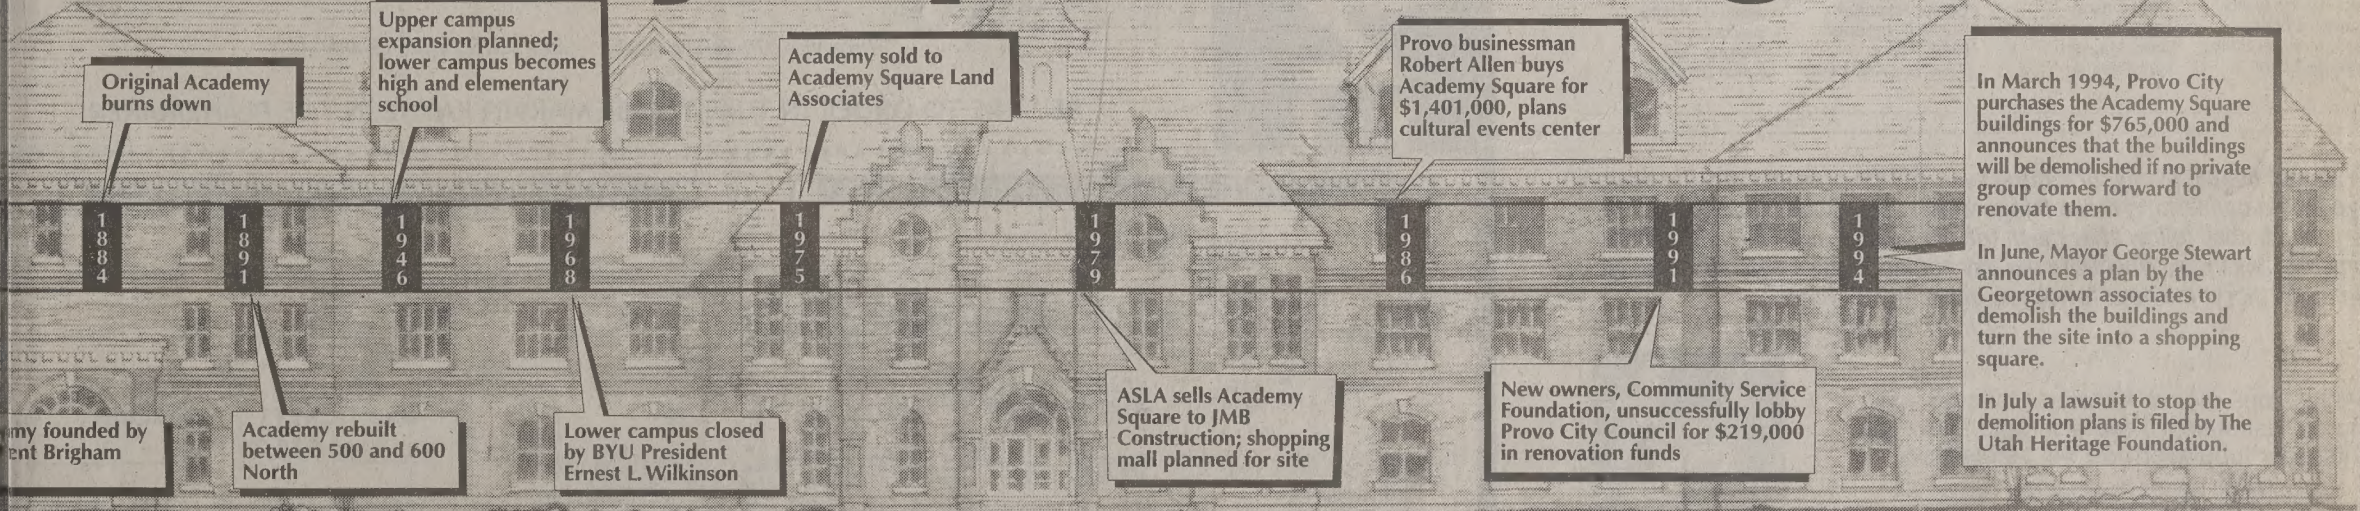 Original Academy
burns down
Upper campus
expansion planned;
lower campus becomes
high and elementary
school
Academy sold to
Academy Square Land
Associates
Provo businessman
Robert Allen buys
Academy Square for
$1,401,000, plans
cultural events center
In March 1994, Provo City
purchases the Academy Square
buildings for $765,000 and
announces that the buildings
will be demolished if no private
group comes forward to
renovate them.
In June, Mayor George Stewart
announces a plan by the
Georgetown associates to
demolish the buildings and
turn the site into a shopping
square.
In July a lawsuit to stop the
demolition plans is filed by The
Utah Heritage Foundation.
1884
1891
1946
1968
1975
1979
1986
1991
1994
my founded by
ent Brigham
Academy rebuilt
between 500 and 600
North
Lower campus closed
by BYU President
Ernest L. Wilkinson
ASLA sells Academy
Square to JMB
Construction; shopping
mall planned for site
New owners, Community Service
Foundation, unsuccessfully lobby
Provo City Council for $219,000
in renovation funds